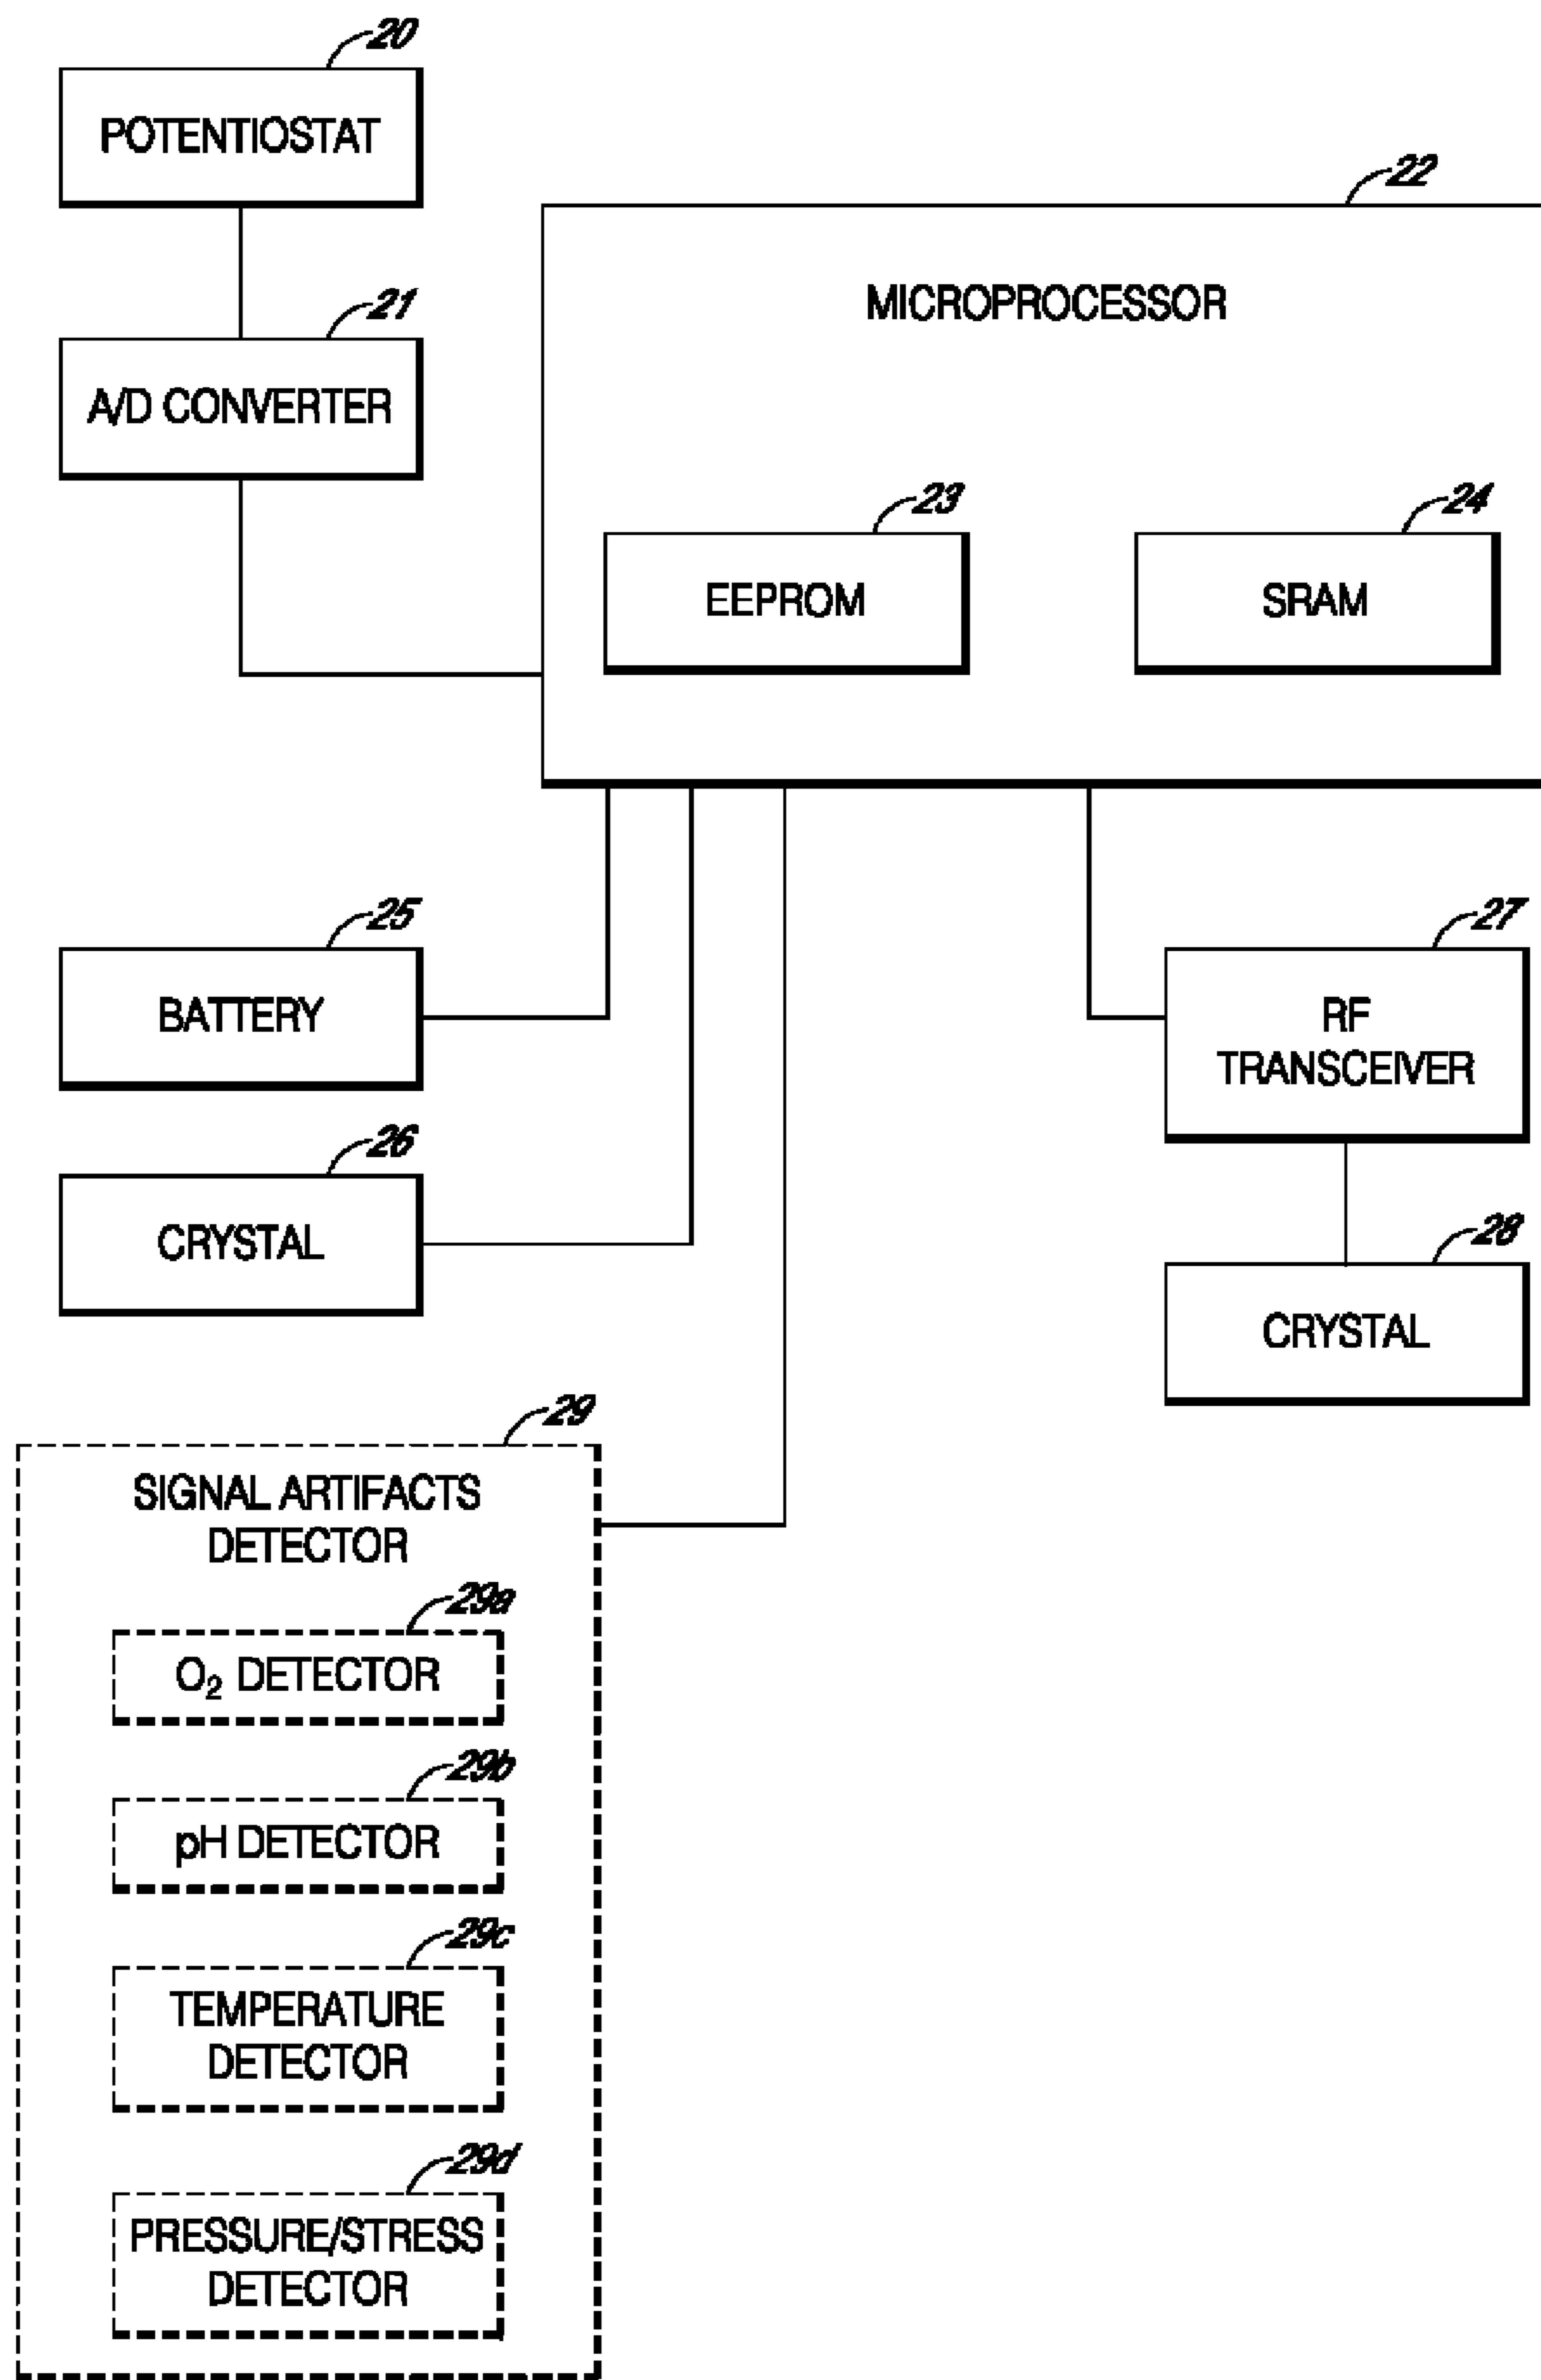 20
POTENTIOSTAT
22
MICROPROCESSOR
21
A/D CONVERTER
23
EEPROM
24
SRAM
25
BATTERY
27
RF
TRANSCEIVER
26
CRYSTAL
28
CRYSTAL
29
SIGNAL ARTIFACTS
DETECTOR
29a
O₂ DETECTOR
29b
pH DETECTOR
29c
TEMPERATURE
DETECTOR
29d
PRESSURE/STRESS
DETECTOR